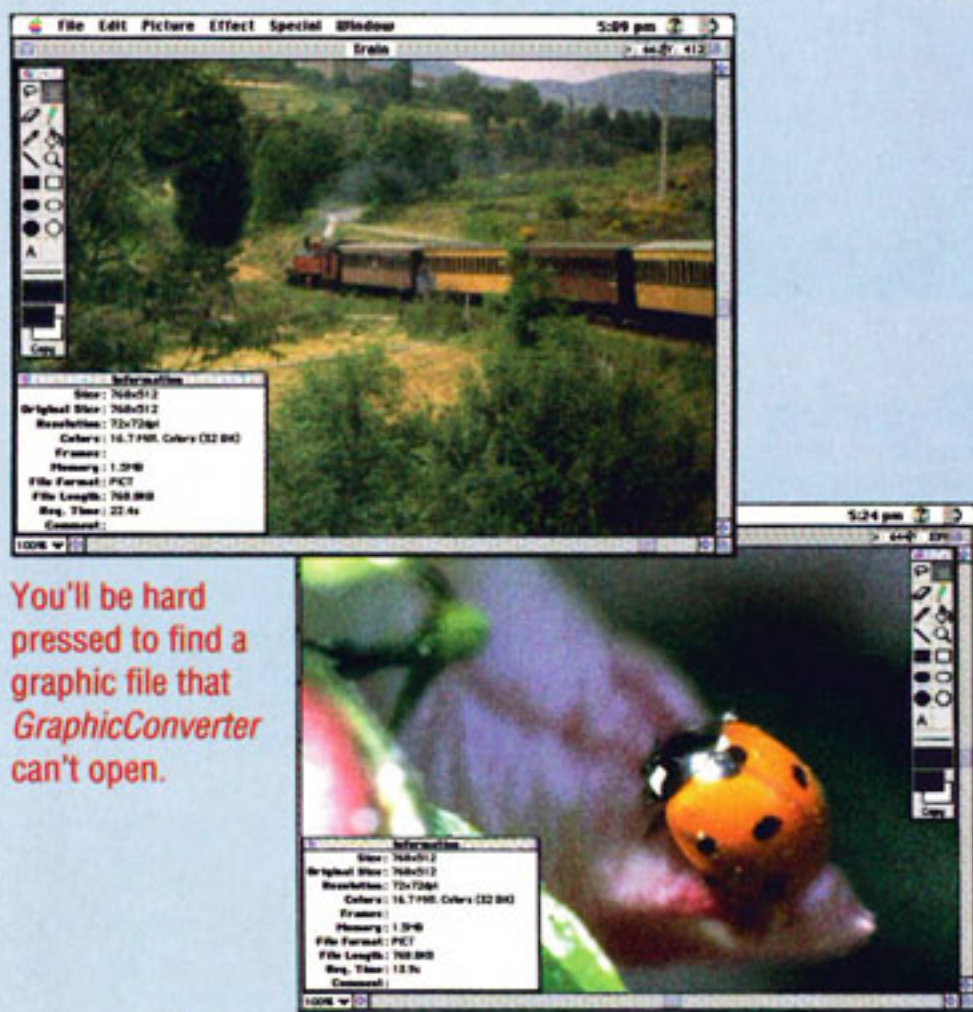 File Edit Picture Effect Special Window 5:09 pm
Train
A
Copy
Information
Size: 768x512
Original Size: 768x512
Resolution: 72x72dpi
Colors: 16.7 Mill. Colors (32 Bit)
Frames:
Memory: 1.5MB
File Format: PICT
File Length: 768.0KB
Req. Time: 22.4s
Comment:
100%
You'll be hard
pressed to find a
graphic file that
GraphicConverter
can't open.
5:24 pm
A
Copy
Information
Size: 768x512
Original Size: 768x512
Resolution: 72x72dpi
Colors: 16.7 Mill. Colors (32 Bit)
Frames:
Memory: 1.5MB
File Format: PICT
File Length: 768.0KB
Req. Time: 13.9s
Comment:
100%